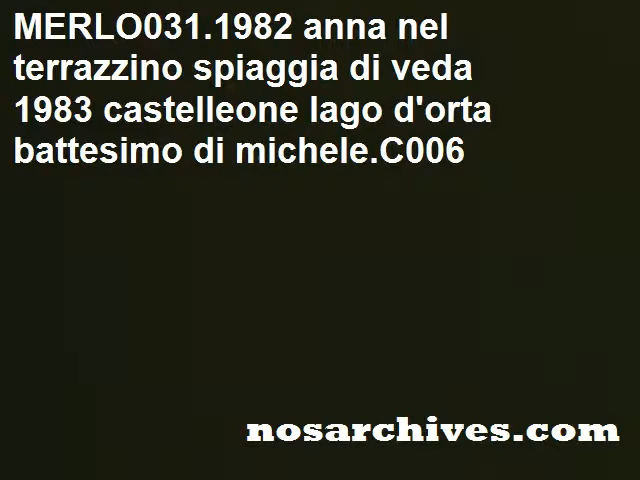 MERLO031.1982 anna nel
terrazzino spiaggia di veda
1983 castelleone lago d'orta
battesimo di michele.C006
nosarchives.com